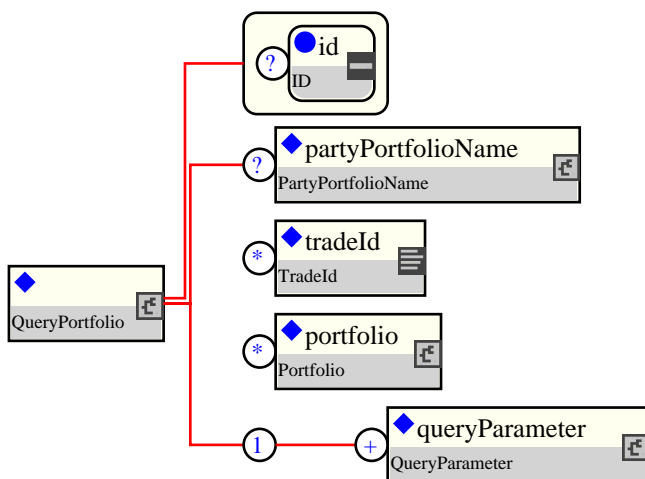 ? id
ID
? partyPortfolioName
PartyPortfolioName
* tradeId
TradeId
QueryPortfolio
* portfolio
Portfolio
1 + queryParameter
QueryParameter